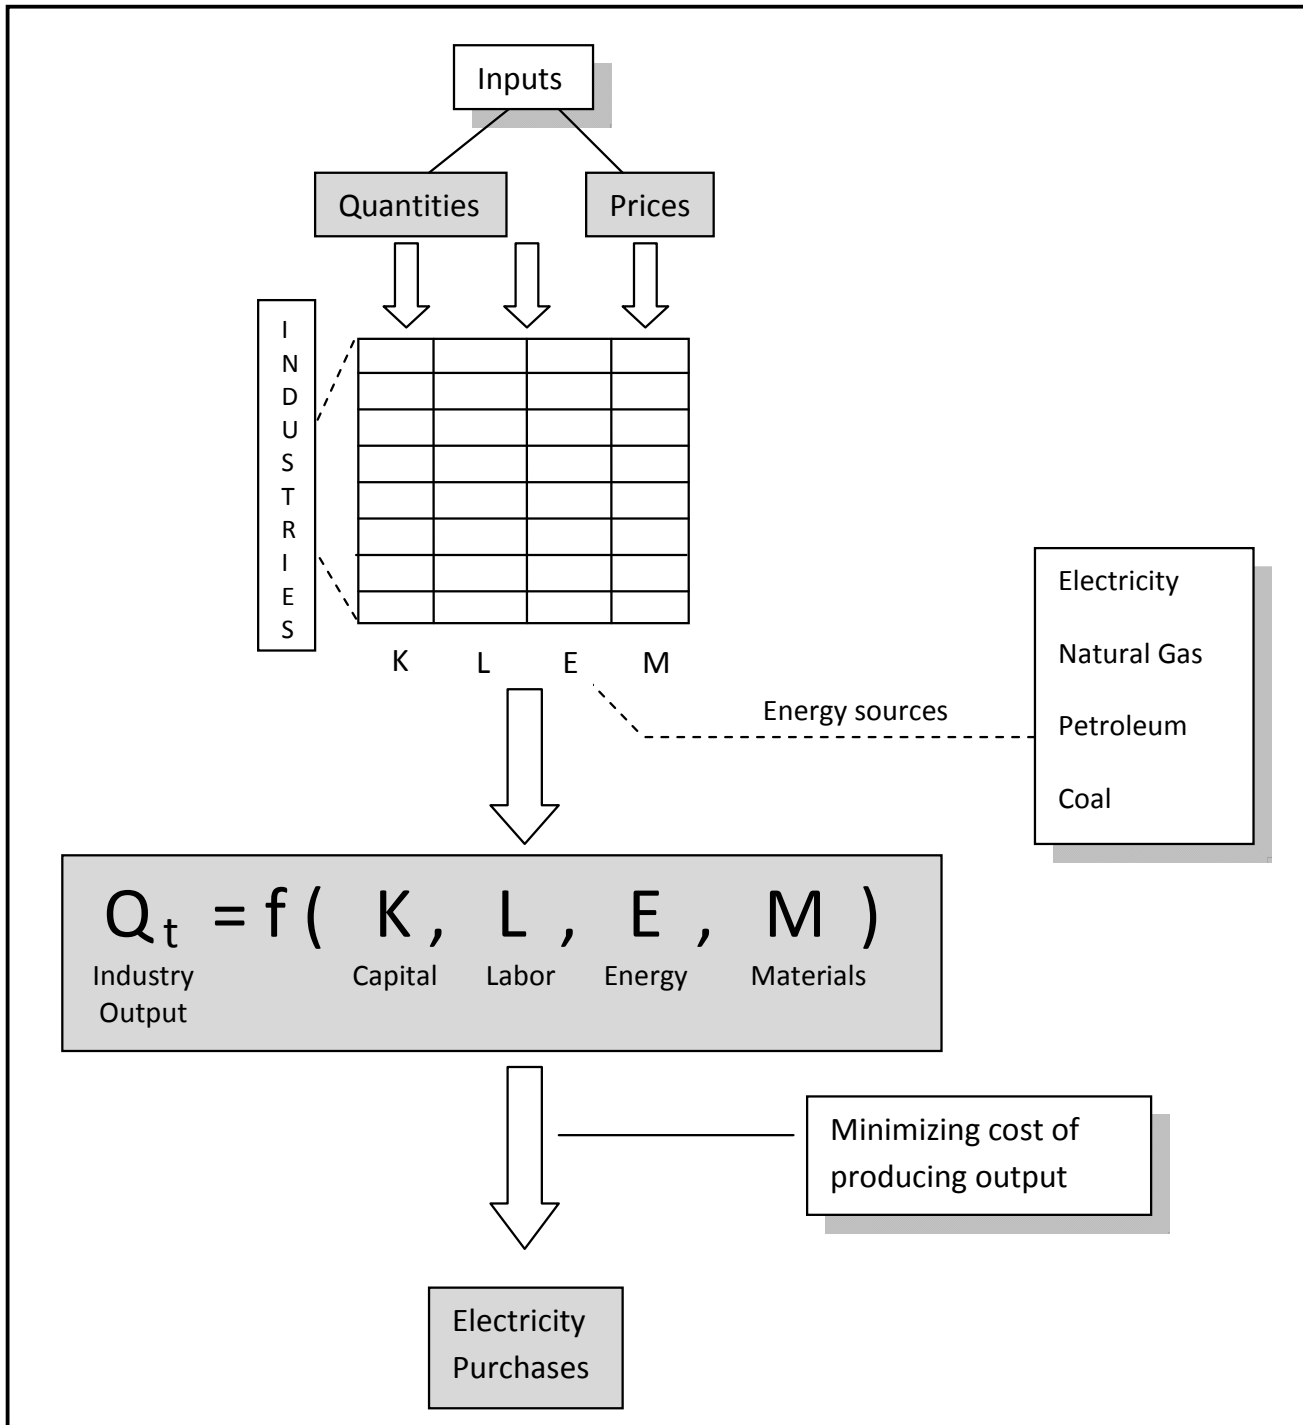 Inputs
Quantities
Prices
I
N
D
U
S
T
R
I
E
S
K L E M
Energy sources
Electricity
Natural Gas
Petroleum
Coal
Qt = f ( K , L , E , M )
Industry
Output
Capital Labor Energy Materials
Minimizing cost of
producing output
Electricity
Purchases